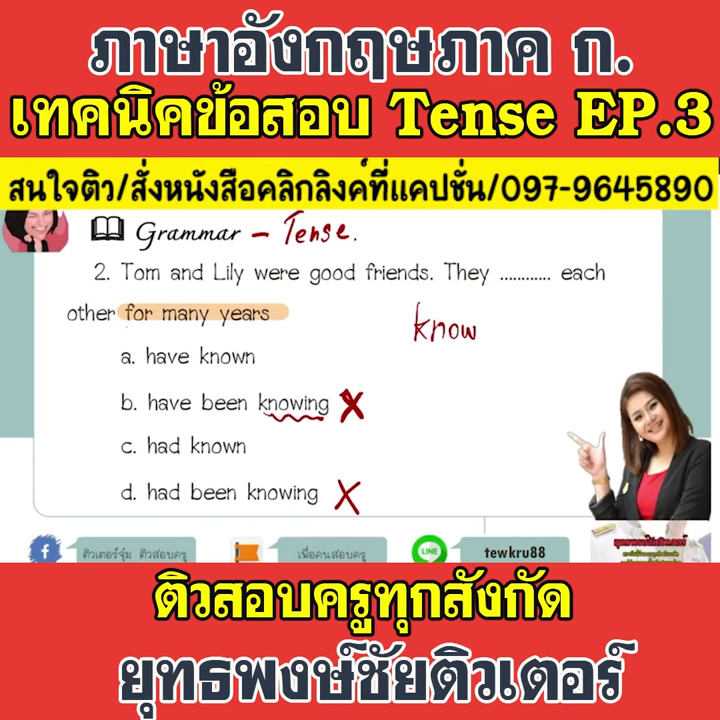 ภาษาอังกฤษภาค ก.
เทคนิคข้อสอบ Tense EP.3
สนใจติว/สั่งหนังสือคลิกลิงค์ที่แคปชั่น/097-9645890
Grammar - Tense.
2. Tom and Lily were good friends. They ............ each
other for many years
know
a. have known
b. have been knowing X
c. had known
d. had been knowing X
ติวเตอร์จุ๋ม ติวสอบครู
เพื่อคนสอบครู
LINE
tewkru88
ติวสอบครูทุกสังกัด
ยุทธพงษ์ชัยติวเตอร์